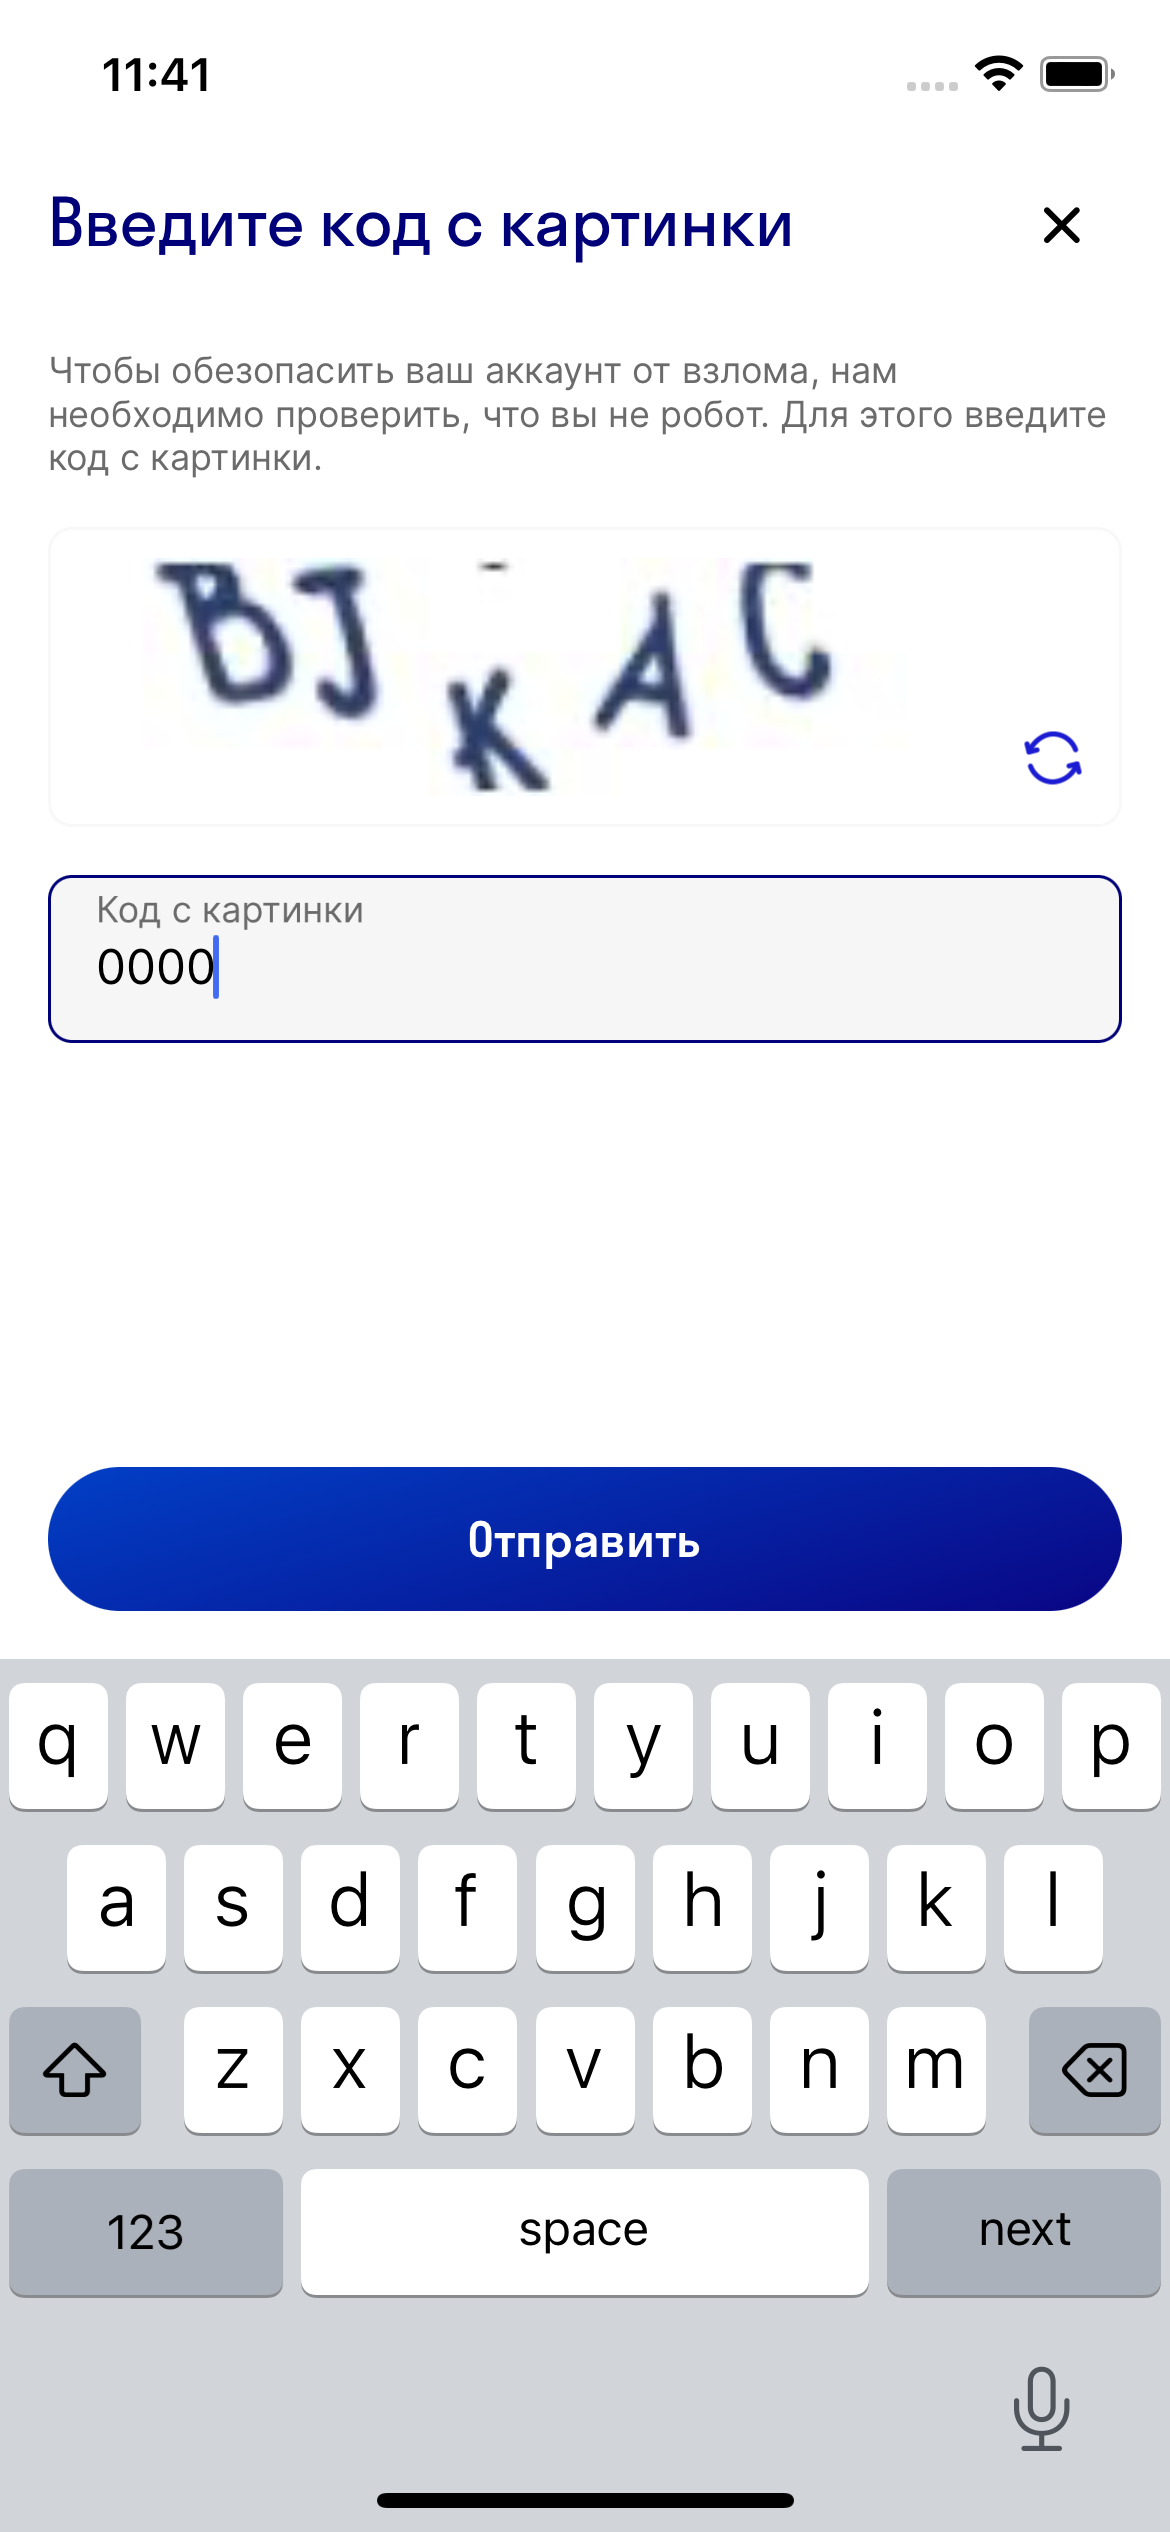 11:41
Введите код с картинки
Чтобы обезопасить ваш аккаунт от взлома, нам
необходимо проверить, что вы не робот. Для этого введите
код с картинки.
BJKAC
Код с картинки
0000
Отправить
q w e r t y u i o p
a s d f g h j k l
z x c v b n m
123 space next